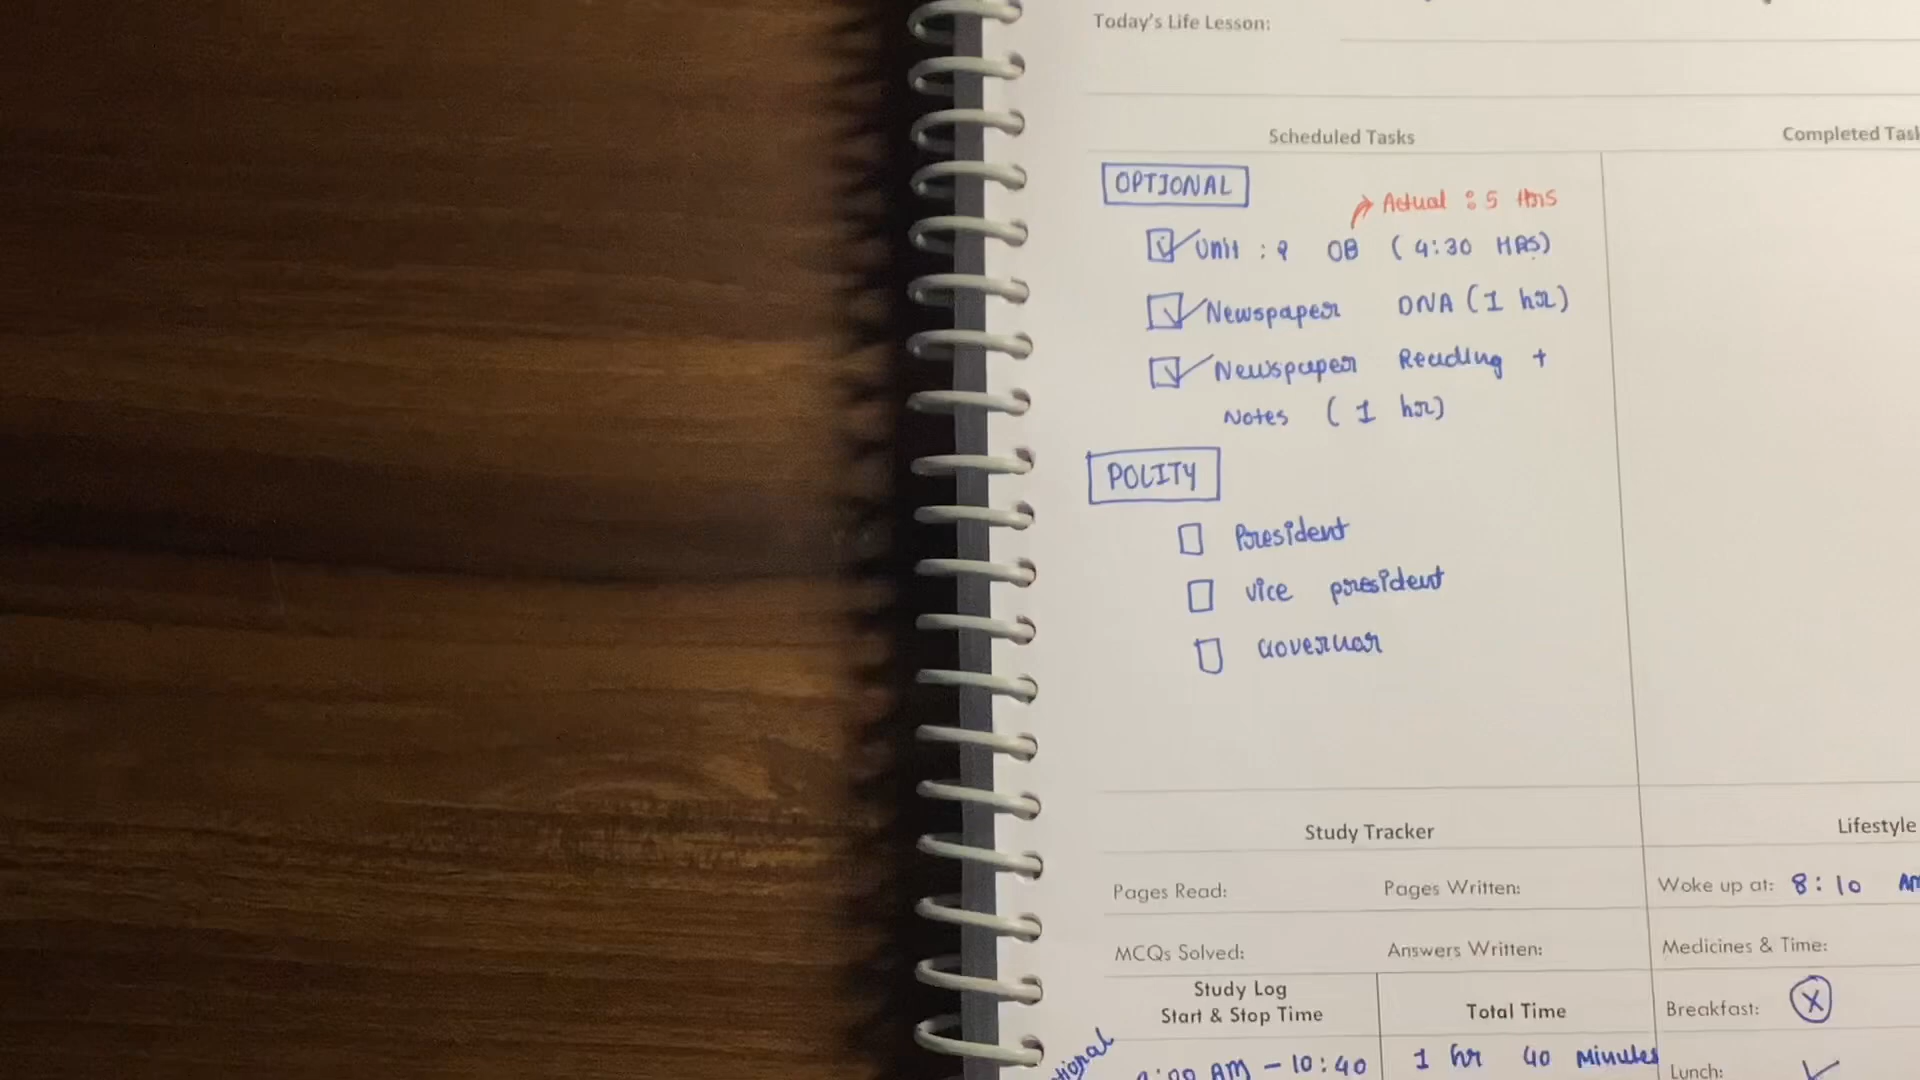 Today's Life Lesson:
Scheduled Tasks
OPTIONAL
Actual : 5 Hrs
Unit : 9 OB (4:30 HRS)
Newspaper DNA (1 hr)
Newspaper Reading +
Notes (1 hr)
POLITY
President
vice president
Governor
Completed
Study Tracker
Lifestyle
Pages Read: Pages Written:
Woke up at: 8:10
MCQs Solved: Answers Written:
Medicines & Time:
Study Log
Start & Stop Time
Total Time
Breakfast: X
AM - 10:40
1 hr 40 Minutes
Lunch: